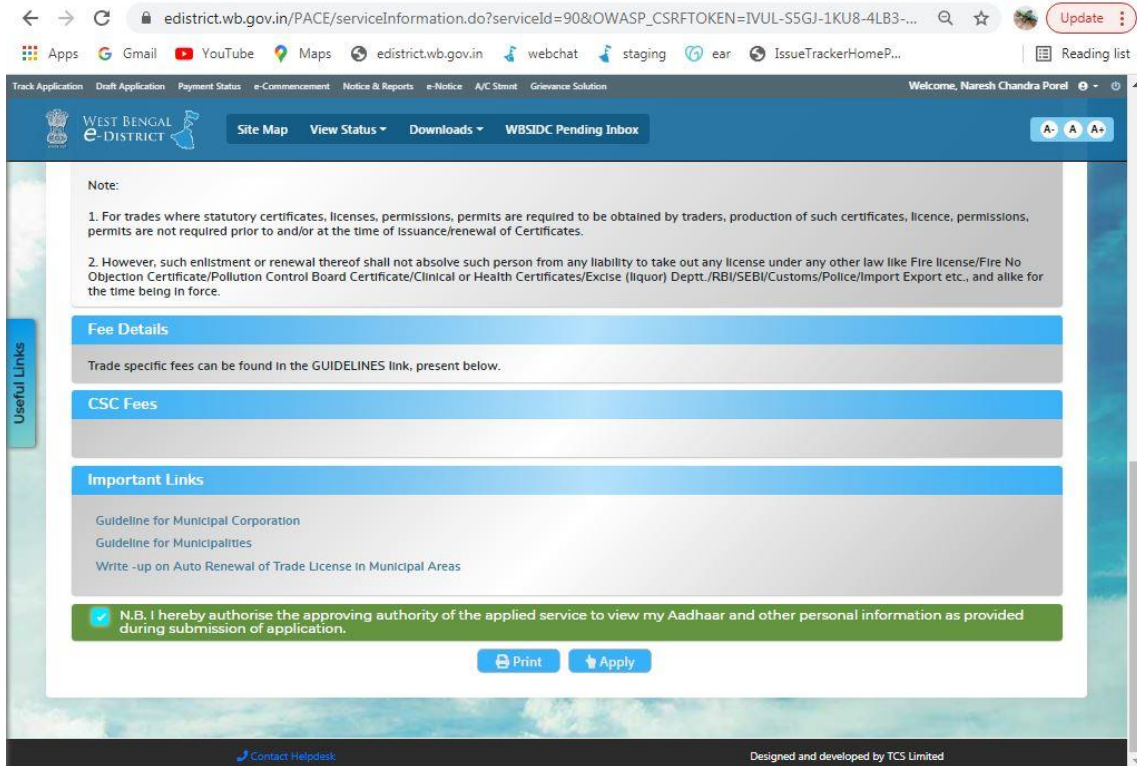 edistrict.wb.gov.in/PACE/serviceInformation.do?serviceId=90&OWASP_CSRFTOKEN=IVUL-S5GJ-1KU8-4LB3-...
Update
Apps Gmail YouTube Maps edistrict.wb.gov.in webchat staging ear IssueTrackerHomeP... Reading list
Track Application Draft Application Payment Status e-Commencement Notice & Reports e-Notice A/C Stmnt Grievance Solution Welcome, Naresh Chandra Porel
WEST BENGAL
e-DISTRICT
Site Map View Status Downloads WBSIDC Pending Inbox A- A A+
Note:
1. For trades where statutory certificates, licenses, permissions, permits are required to be obtained by traders, production of such certificates, licence, permissions,
permits are not required prior to and/or at the time of issuance/renewal of Certificates.
2. However, such enlistment or renewal thereof shall not absolve such person from any liability to take out any license under any other law like Fire license/Fire No
Objection Certificate/Pollution Control Board Certificate/Clinical or Health Certificates/Excise (liquor) Deptt./RBI/SEBI/Customs/Police/Import Export etc., and alike for
the time being in force.
Useful Links
Fee Details
Trade specific fees can be found in the GUIDELINES link, present below.
CSC Fees
Important Links
Guideline for Municipal Corporation
Guideline for Municipalities
Write -up on Auto Renewal of Trade License in Municipal Areas
N.B. I hereby authorise the approving authority of the applied service to view my Aadhaar and other personal information as provided
during submission of application.
Print Apply
Contact Helpdesk Designed and developed by TCS Limited